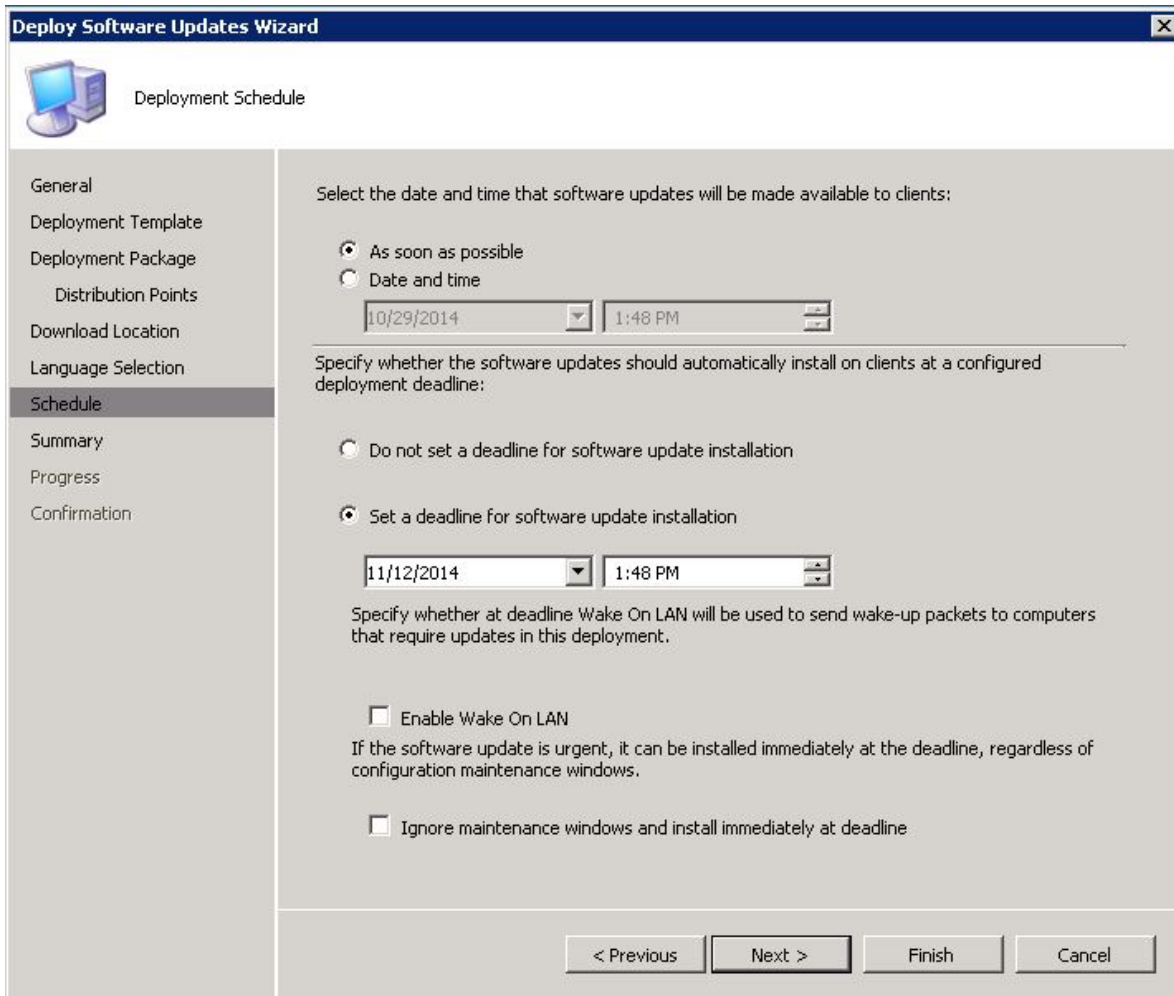 Deploy Software Updates Wizard
Deployment Schedule
General
Deployment Template
Deployment Package
Distribution Points
Download Location
Language Selection
Schedule
Summary
Progress
Confirmation
Select the date and time that software updates will be made available to clients:
As soon as possible
Date and time
10/29/2014 1:48 PM
Specify whether the software updates should automatically install on clients at a configured
deployment deadline:
Do not set a deadline for software update installation
Set a deadline for software update installation
11/12/2014 1:48 PM
Specify whether at deadline Wake On LAN will be used to send wake-up packets to computers
that require updates in this deployment.
Enable Wake On LAN
If the software update is urgent, it can be installed immediately at the deadline, regardless of
configuration maintenance windows.
Ignore maintenance windows and install immediately at deadline
< Previous Next > Finish Cancel